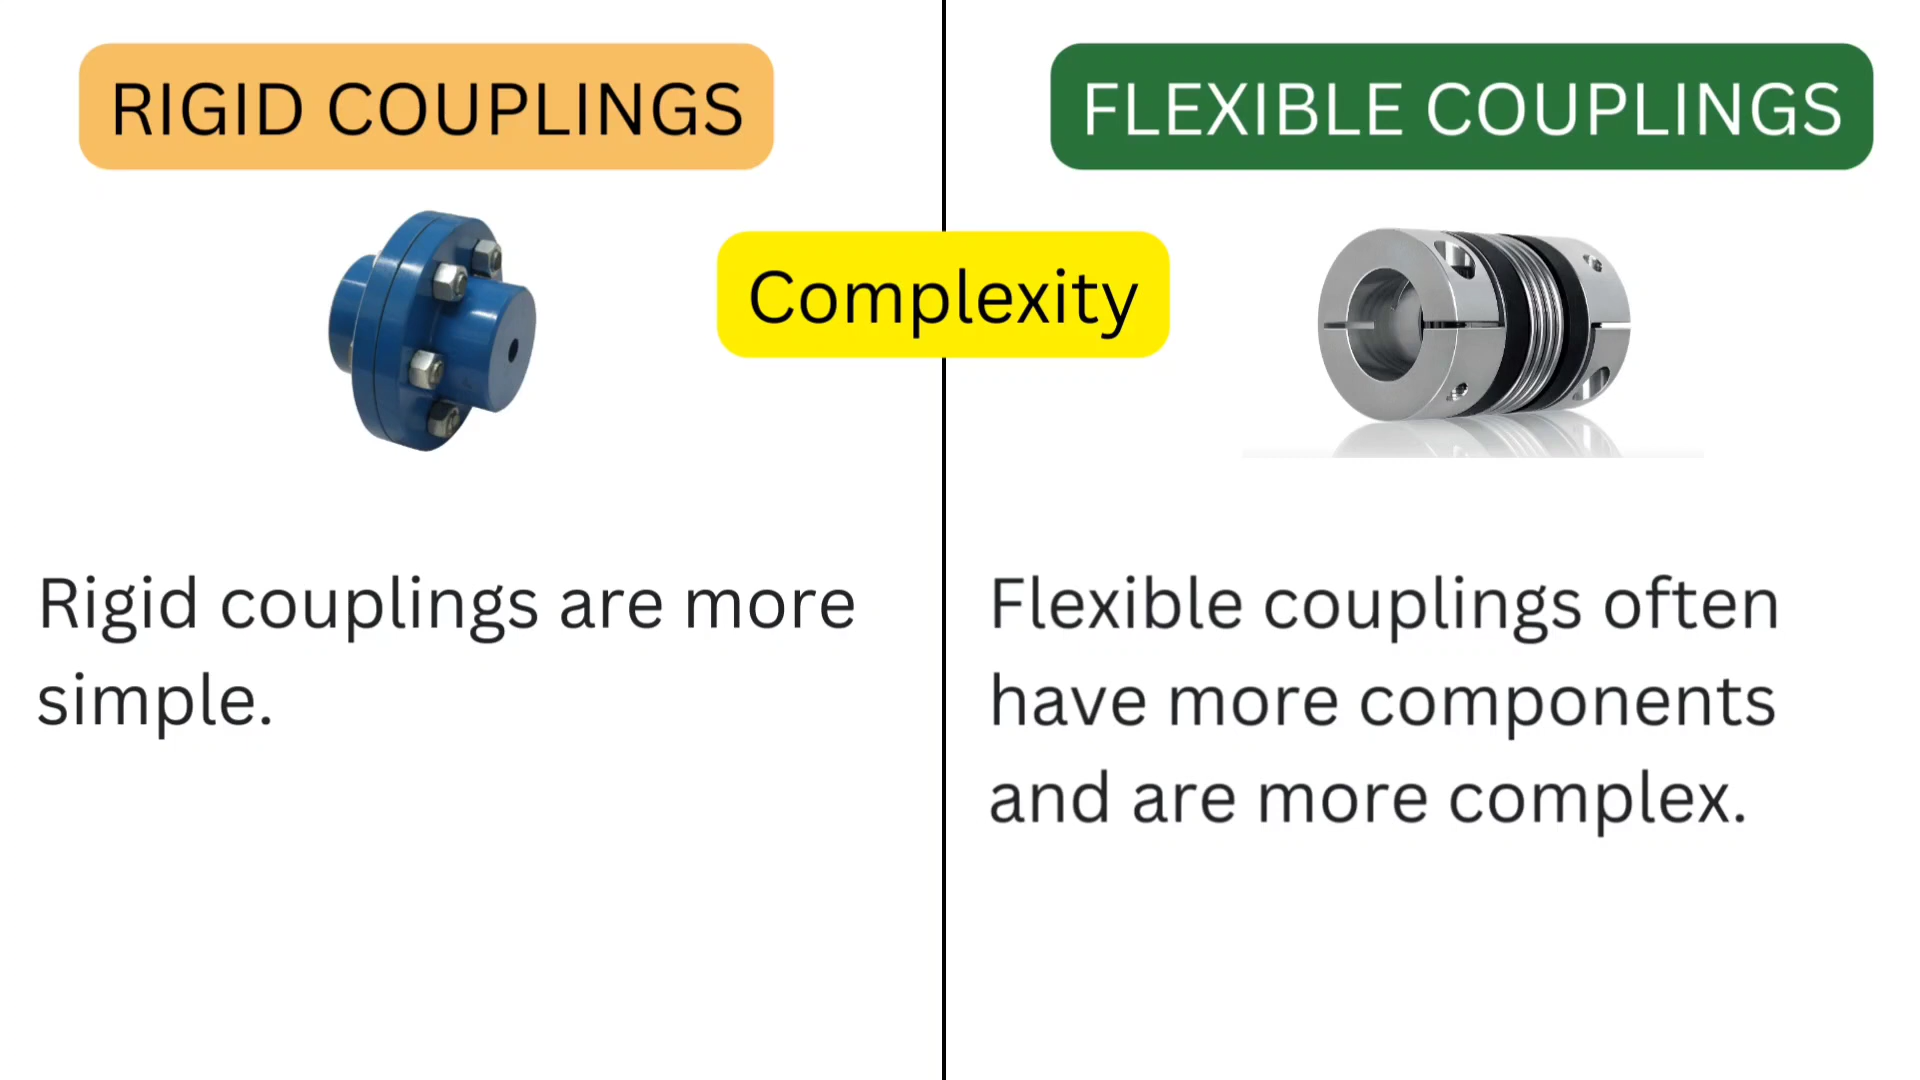 RIGID COUPLINGS
FLEXIBLE COUPLINGS
Complexity
Rigid couplings are more
simple.
Flexible couplings often
have more components
and are more complex.